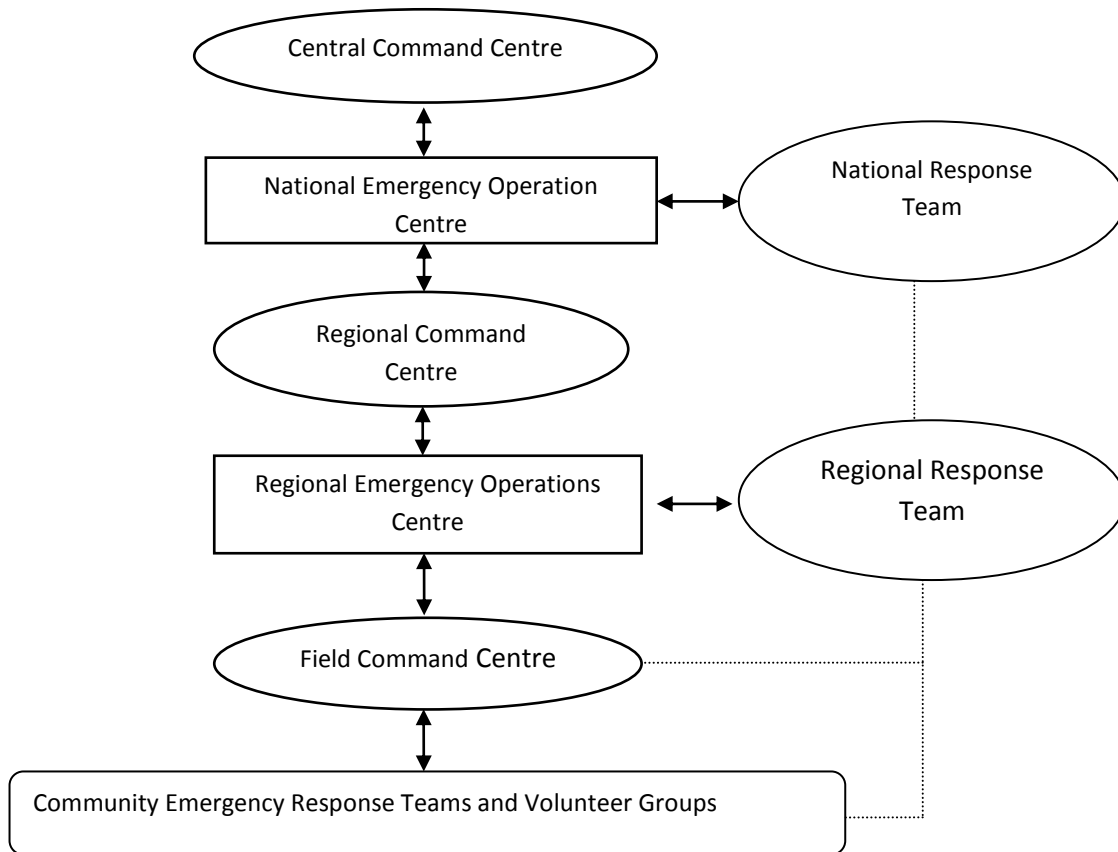 Central Command Centre
National Emergency Operation
Centre
National Response
Team
Regional Command
Centre
Regional Emergency Operations
Centre
Regional Response
Team
Field Command Centre
Community Emergency Response Teams and Volunteer Groups